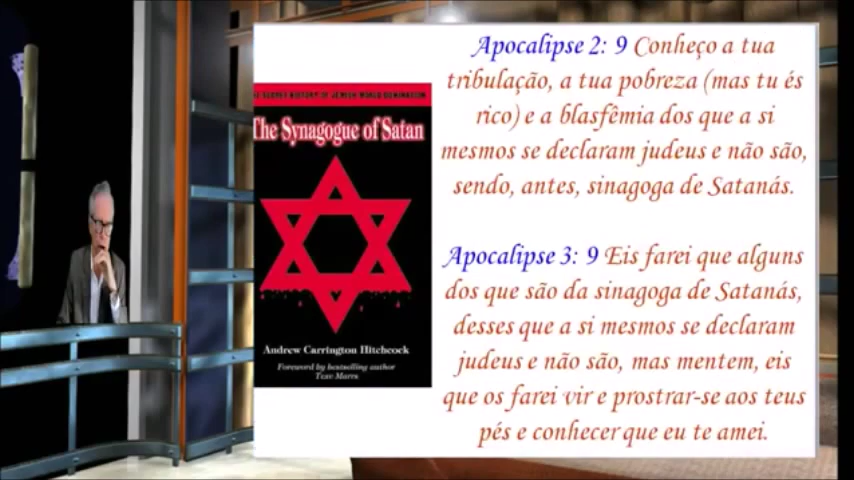 THE SECRET HISTORY OF JEWISH WORLD DOMINATION
The Synagogue of Satan
Andrew Carrington Hitchcock
Foreword by bestselling author
Texe Marrs
Apocalipse 2: 9 Conheço a tua
tribulação, a tua pobreza (mas tu és
rico) e a blasfêmia dos que a si
mesmos se declaram judeus e não são,
sendo, antes, sinagoga de Satanás.
Apocalipse 3: 9 Eis farei que alguns
dos que são da sinagoga de Satanás,
desses que a si mesmos se declaram
judeus e não são, mas mentem, eis
que os farei vir e prostrar-se aos teus
pés e conhecer que eu te amei.